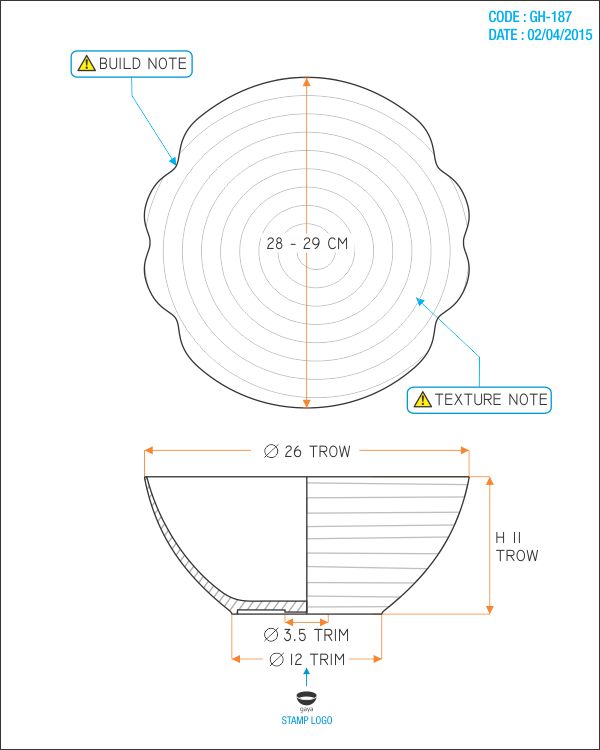 CODE : GH-187
DATE : 02/04/2015
BUILD NOTE
28 - 29 CM
TEXTURE NOTE
Ø 26 TROW
H 11
TROW
Ø 3.5 TRIM
Ø 12 TRIM
gaya
STAMP LOGO